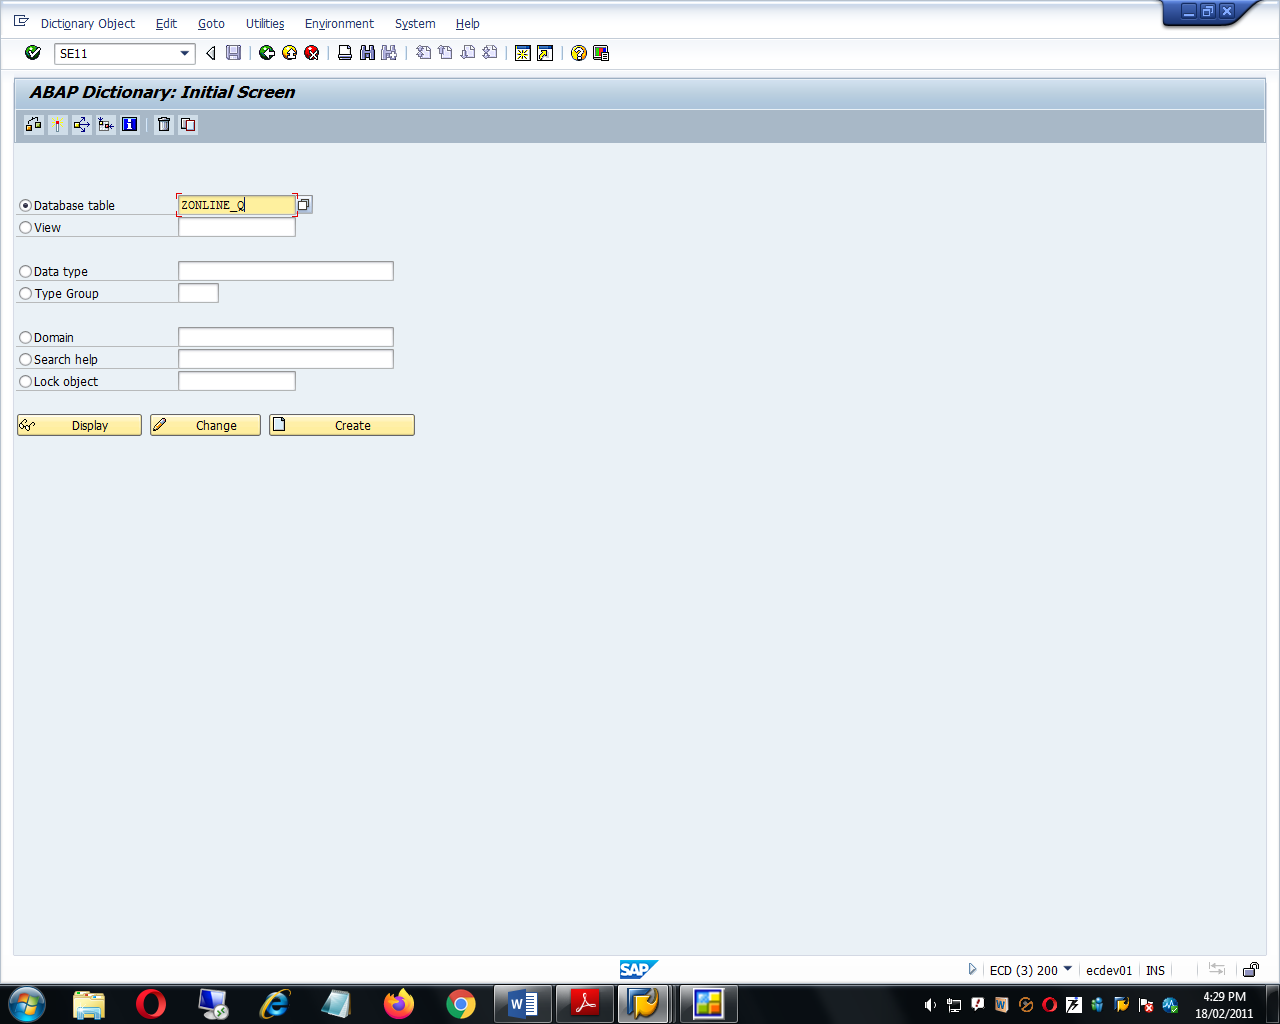 Dictionary Object Edit Goto Utilities Environment System Help
SE11
ABAP Dictionary: Initial Screen
Database table ZONLINE_Q
View
Data type
Type Group
Domain
Search help
Lock object
Display Change Create
SAP ECD (3) 200 ecdev01 INS
4:29 PM
18/02/2011